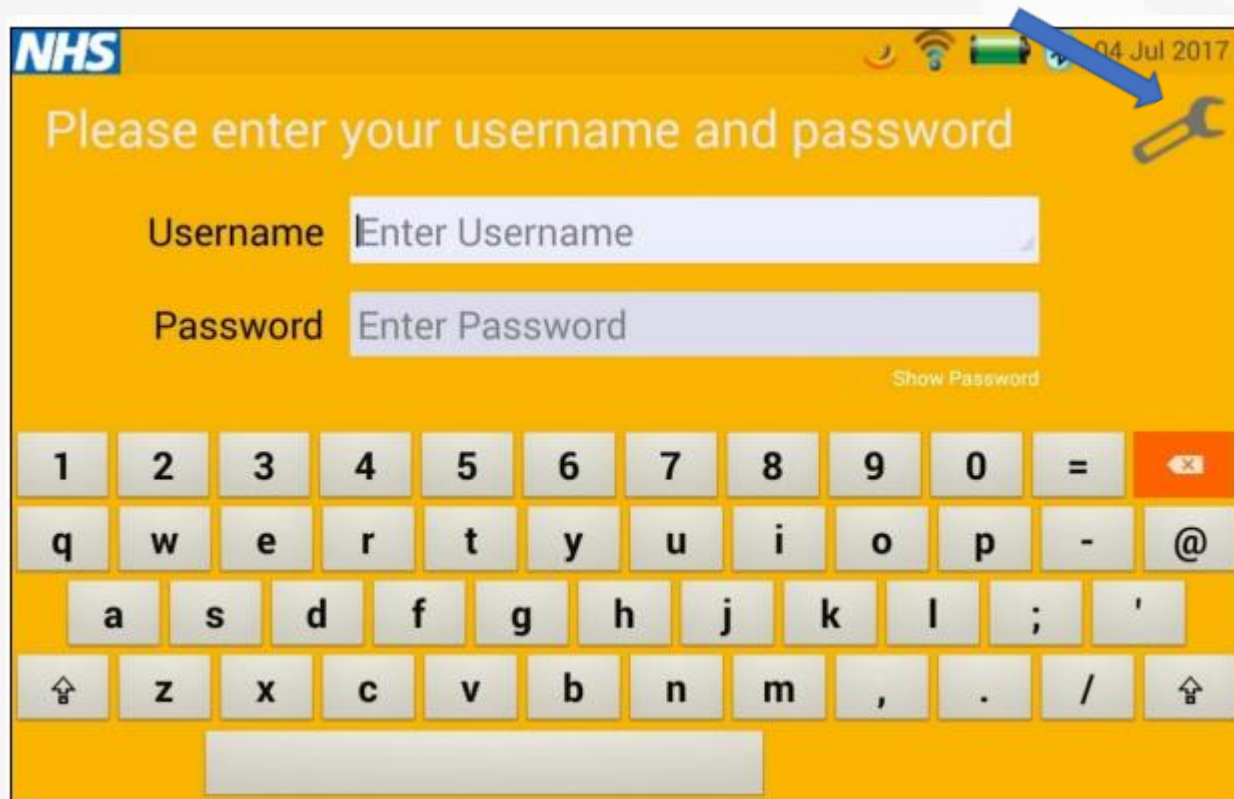 NHS 04 Jul 2017
Please enter your username and password
Username Enter Username
Password Enter Password
Show Password
1 2 3 4 5 6 7 8 9 0 =
q w e r t y u i o p - @
a s d f g h j k l ; '
z x c v b n m , . /